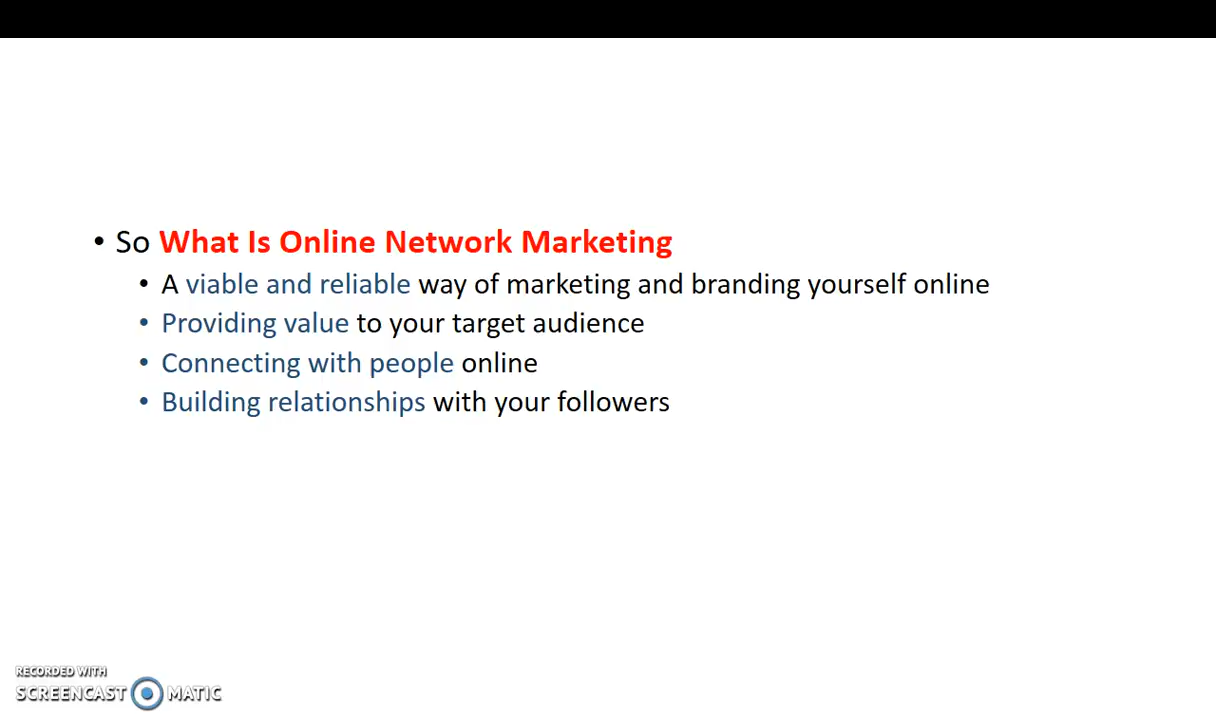 • So What Is Online Network Marketing
• A viable and reliable way of marketing and branding yourself online
• Providing value to your target audience
• Connecting with people online
• Building relationships with your followers
RECORDED WITH
SCREENCAST MATIC